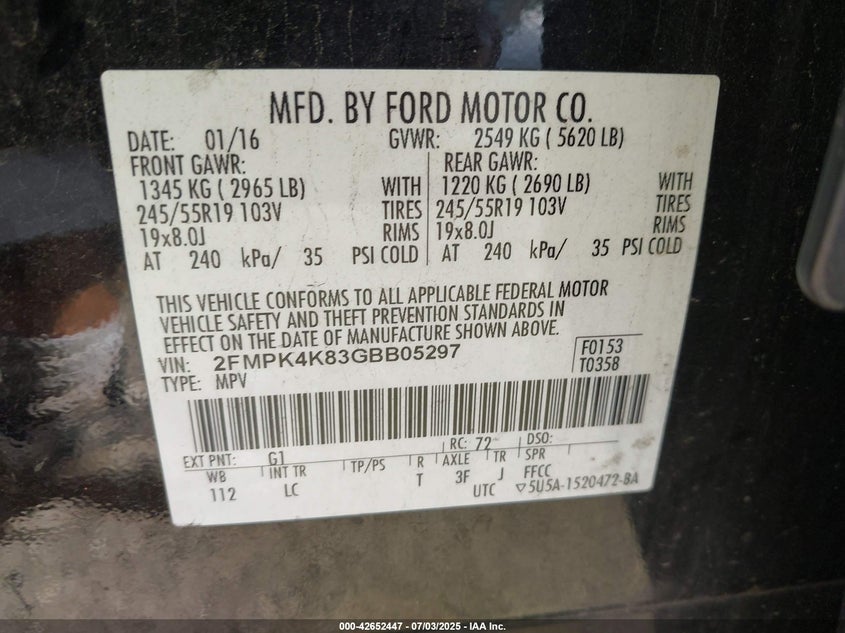 MFD. BY FORD MOTOR CO.
DATE: 01/16 GVWR: 2549 KG ( 5620 LB)
FRONT GAWR: REAR GAWR:
1345 KG ( 2965 LB) WITH 1220 KG ( 2690 LB) WITH
245/55R19 103V TIRES 245/55R19 103V TIRES
19x8.0J RIMS 19x8.0J RIMS
AT 240 kPa/ 35 PSI COLD AT 240 kPa/ 35 PSI COLD
THIS VEHICLE CONFORMS TO ALL APPLICABLE FEDERAL MOTOR
VEHICLE SAFETY AND THEFT PREVENTION STANDARDS IN
EFFECT ON THE DATE OF MANUFACTURE SHOWN ABOVE.
VIN: 2FMPK4K83GBB05297 F0153
TYPE: MPV T0358
EXT PNT: G1 RC: 72 DSO:
WB INT TR TP/PS R AXLE TR SPR
112 LC T 3F J FFCC
UTC ▽5U5A-1520472-BA
000-42652447 - 07/03/2025 - IAA Inc.